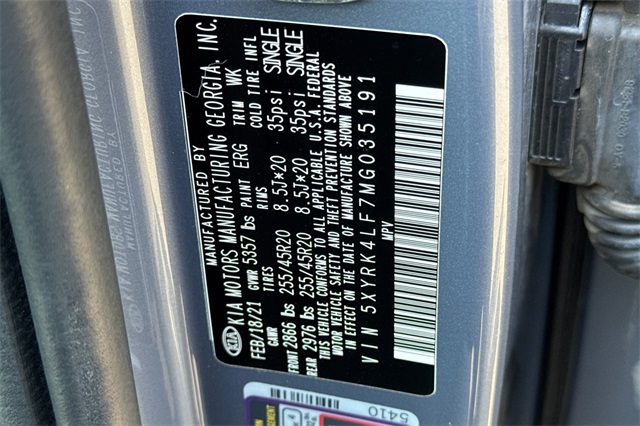 MANUFACTURED BY
KIA KIA MOTORS MANUFACTURING GEORGIA, INC.
FEB/18/21 PAINT ERG TRIM WK
GVWR 5357 lbs
GAWR TIRES RIMS COLD TIRE INFL
FRONT 2866 lbs 255/45R20 8.5J*20 35psi SINGLE
REAR 2976 lbs 255/45R20 8.5J*20 35psi SINGLE
THIS VEHICLE CONFORMS TO ALL APPLICABLE U.S.A. FEDERAL
MOTOR VEHICLE SAFETY AND THEFT PREVENTION STANDARDS
IN EFFECT ON THE DATE OF MANUFACTURE SHOWN ABOVE
VIN 5XYRK4LF7MG035191
MPV
5410